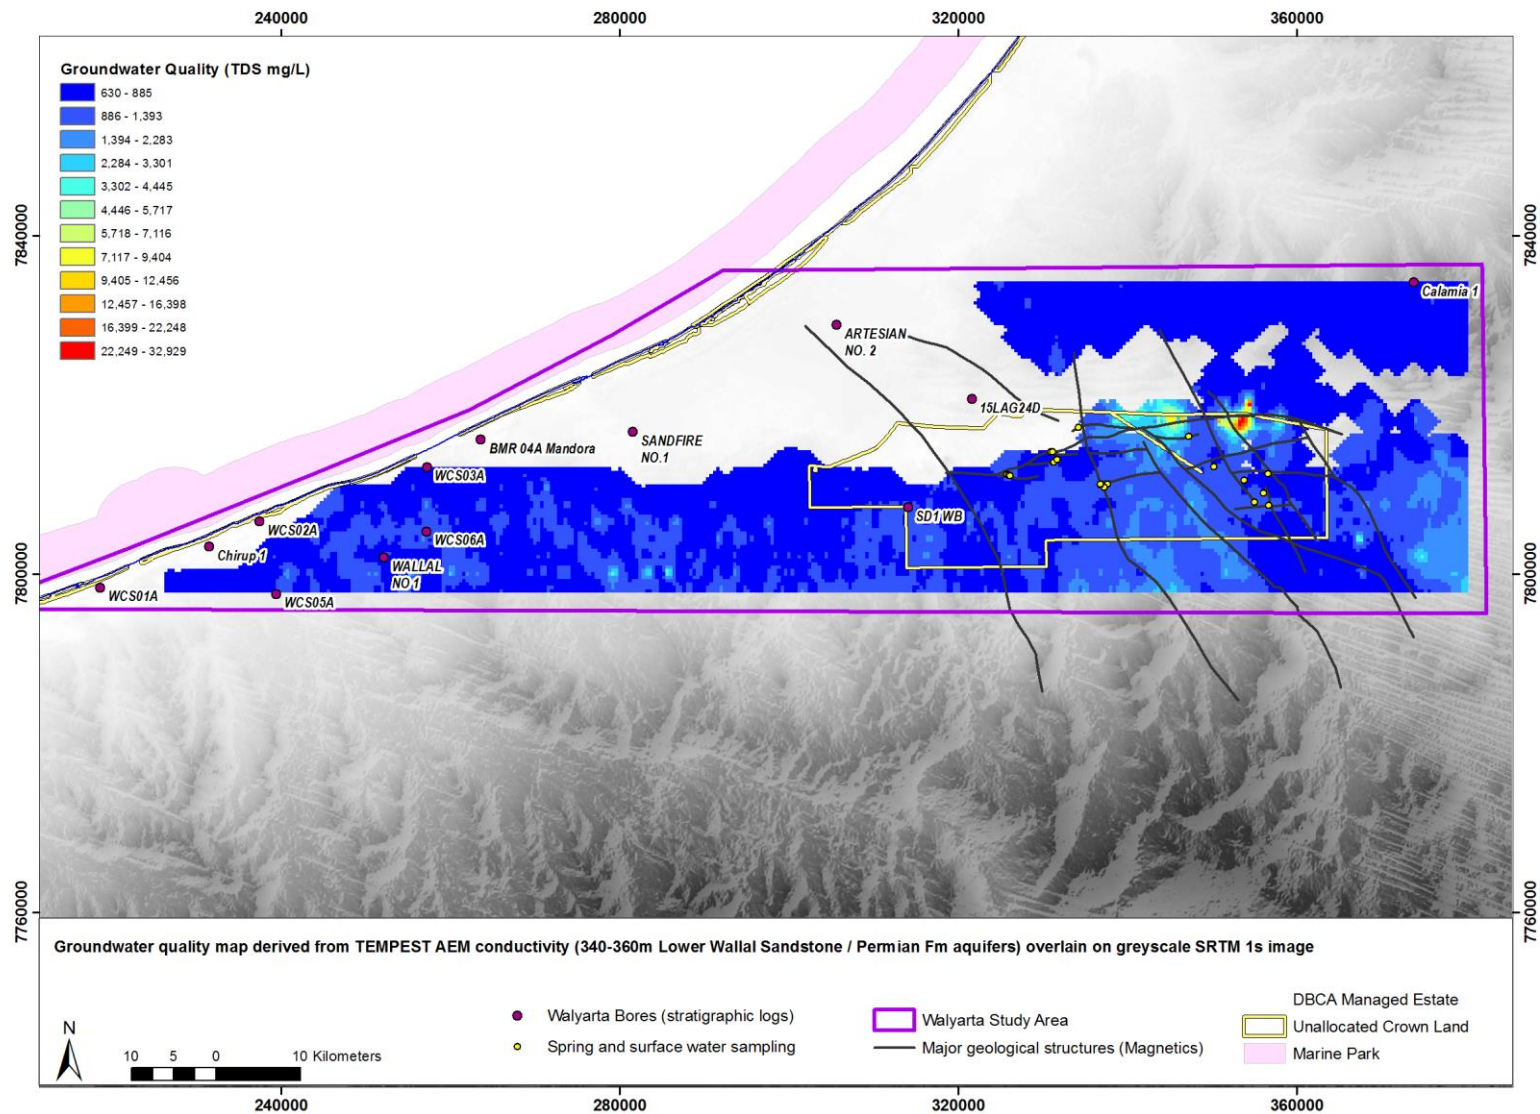 240000
280000
320000
360000
Groundwater Quality (TDS mg/L)
630 - 885
886 - 1,393
1,394 - 2,283
2,284 - 3,301
3,302 - 4,445
4,446 - 5,717
5,718 - 7,116
7,117 - 9,404
9,405 - 12,456
12,457 - 16,398
16,399 - 22,248
22,249 - 32,929
7840000
7840000
Calamia 1
ARTESIAN
NO. 2
15LAG24D
SANDFIRE
NO.1
BMR 04A Mandora
WCS03A
WCS02A
WCS06A
SD1WB
Chirup 1
WALLAL
NO 1
WCS01A
WCS05A
7800000
7800000
7760000
7760000
Groundwater quality map derived from TEMPEST AEM conductivity (340-360m Lower Wallal Sandstone / Permian Fm aquifers) overlain on greyscale SRTM 1s image
N
10 5 0 10 Kilometers
Walyarta Bores (stratigraphic logs)
Spring and surface water sampling
Walyarta Study Area
Major geological structures (Magnetics)
DBCA Managed Estate
Unallocated Crown Land
Marine Park
240000
280000
320000
360000